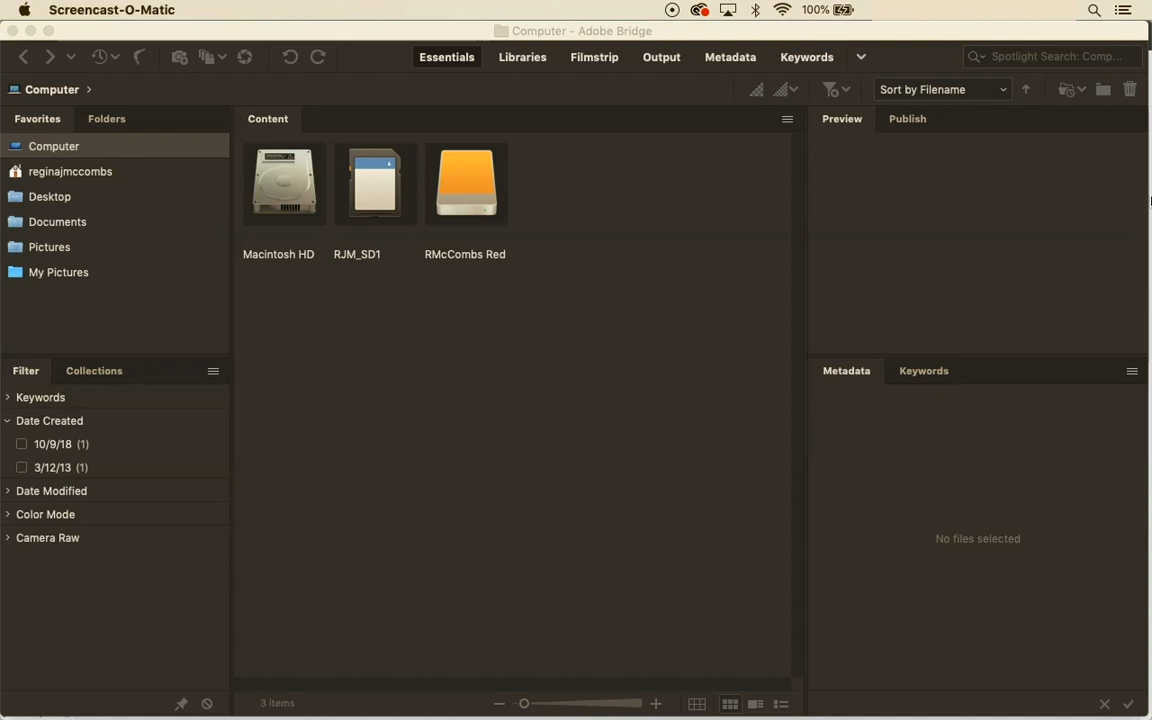 Screencast-O-Matic
100%
Computer - Adobe Bridge
Essentials
Libraries
Filmstrip
Output
Metadata
Keywords
Spotlight Search: Comp...
Computer
Sort by Filename
Favorites
Folders
Content
Preview
Publish
Computer
reginajmccombs
Desktop
Documents
Pictures
My Pictures
Macintosh HD
RJM_SD1
RMcCombs Red
Filter
Collections
Metadata
Keywords
Keywords
Date Created
10/9/18 (1)
3/12/13 (1)
Date Modified
Color Mode
Camera Raw
No files selected
3 items